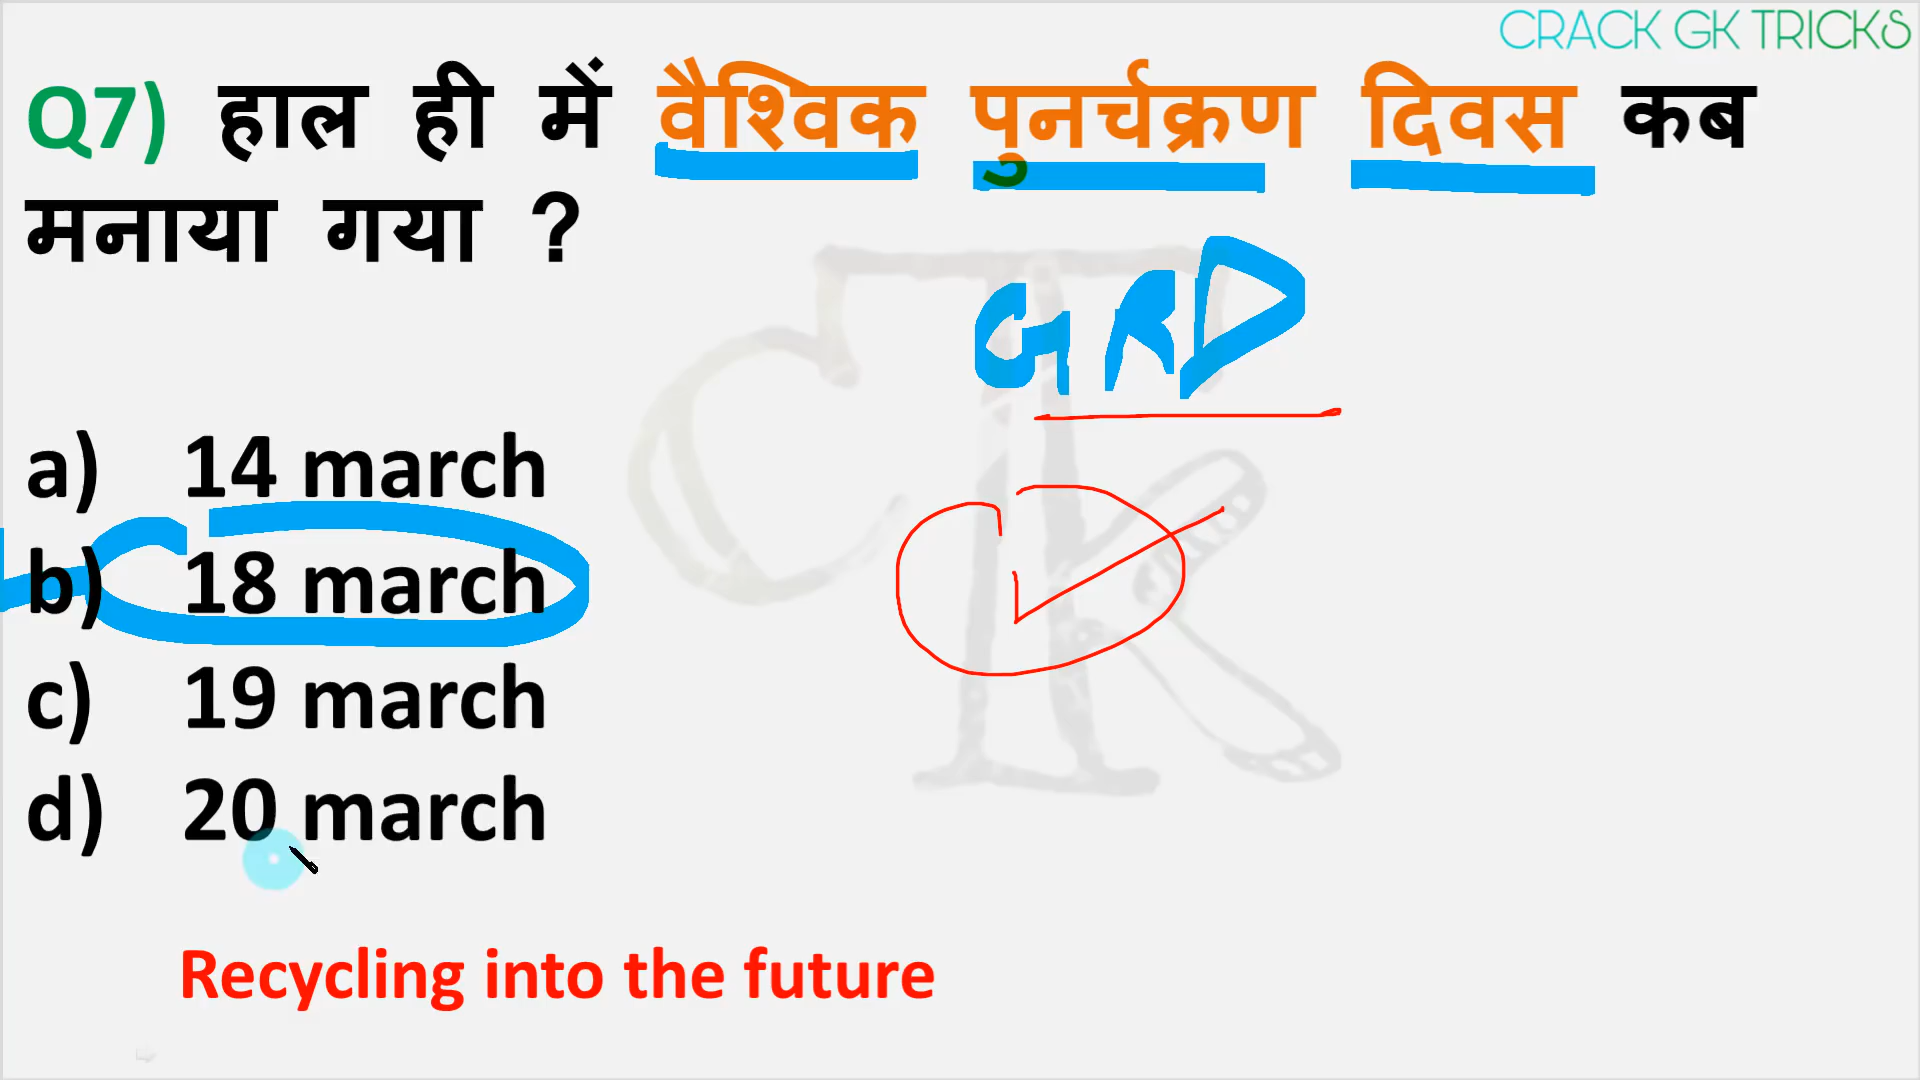 CRACK GK TRICKS
Q7) हाल ही में वैश्विक पुनर्चक्रण दिवस कब
मनाया गया ?
GRD
a) 14 march
b) 18 march
c) 19 march
d) 20 march
Recycling into the future